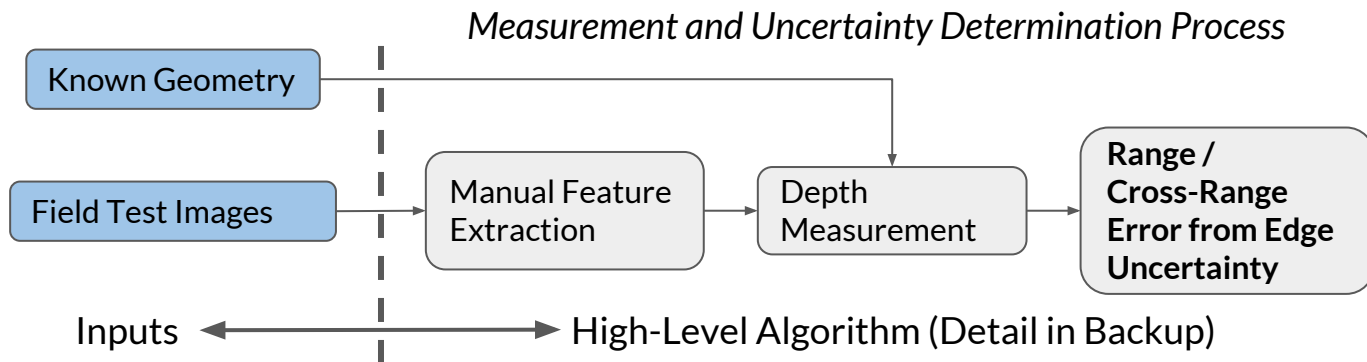 Measurement and Uncertainty Determination Process
Known Geometry
Field Test Images
Manual Feature
Extraction
Depth
Measurement
Range /
Cross-Range
Error from Edge
Uncertainty
Inputs
High-Level Algorithm (Detail in Backup)